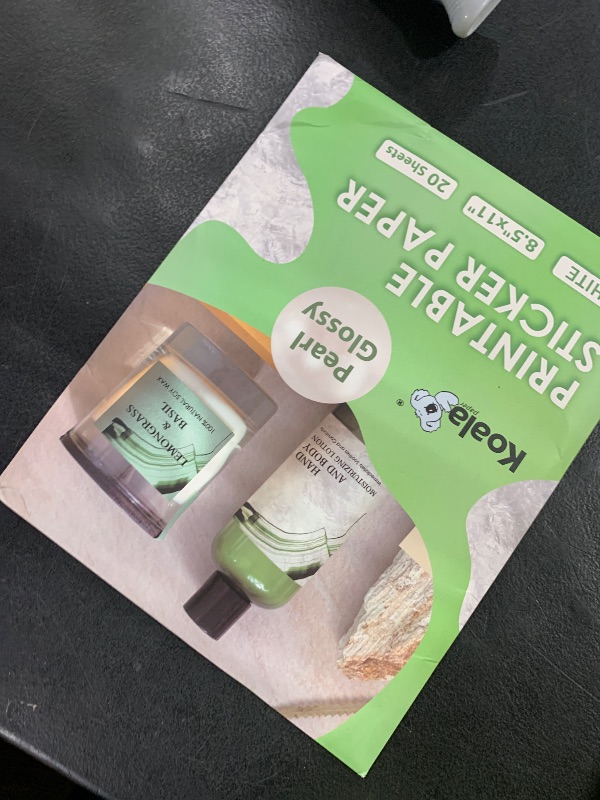 Koala
paper
®
PRINTABLE
STICKER PAPER
HITE
8.5"x11"
20 Sheets
Pearl
Glossy
HAND
AND BODY
MOISTURIZING LOTION
LEMONGRASS
&
BASIL
100% NATURAL SOY WAX